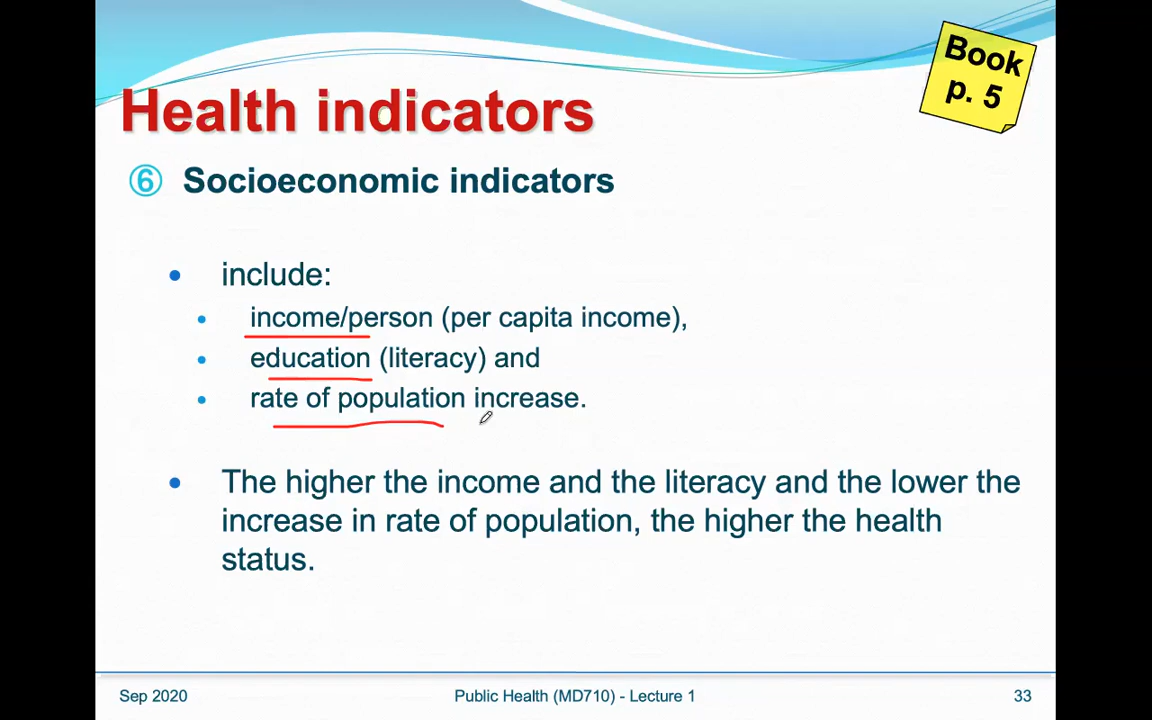 Book
p. 5
Health indicators
⑥ Socioeconomic indicators
• include:
• income/person (per capita income),
• education (literacy) and
• rate of population increase.
• The higher the income and the literacy and the lower the
increase in rate of population, the higher the health
status.
Sep 2020 Public Health (MD710) - Lecture 1 33